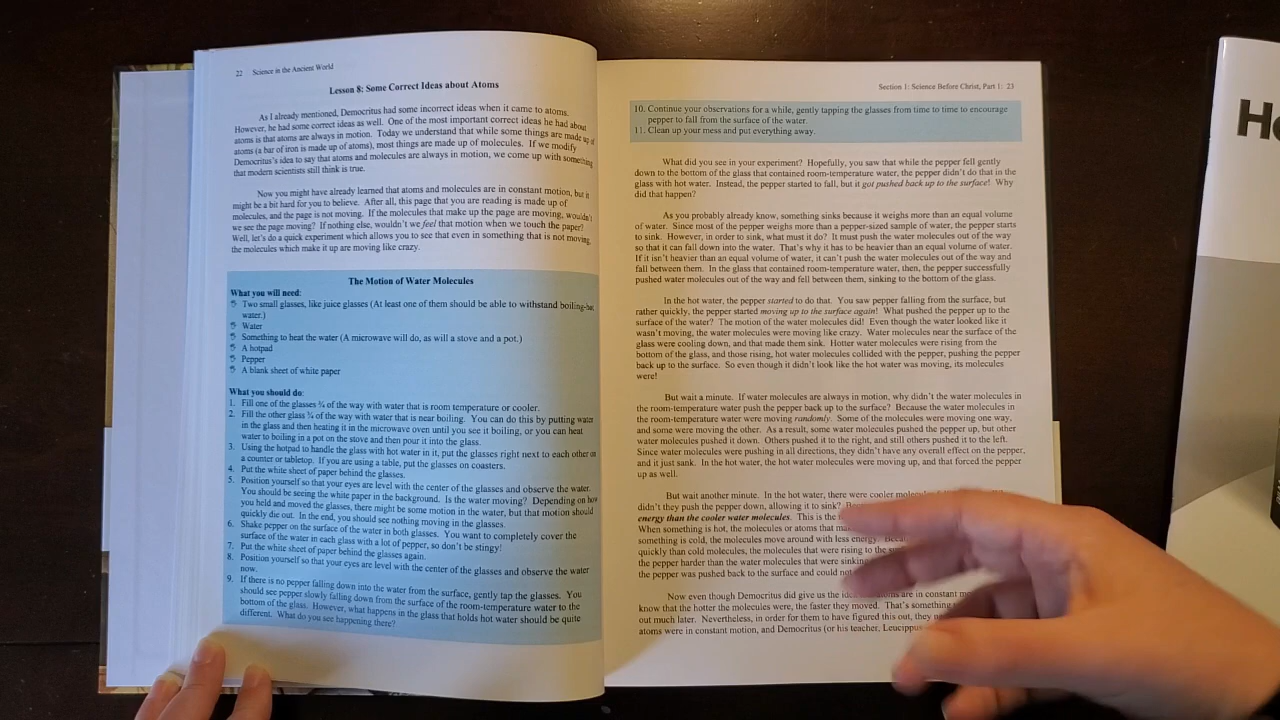 22 Science in the Ancient World
Lesson 8: Some Correct Ideas about Atoms
As I already mentioned, Democritus had some incorrect ideas when it came to atoms.
However, he had some correct ideas as well. One of the most important correct ideas he had about
atoms is that atoms are always in motion. Today we understand that while some things are made up of
atoms (a bar of iron is made up of atoms), most things are made up of molecules. If we modify
Democritus's idea to say that atoms and molecules are always in motion, we come up with something
that modern scientists still think is true.
Now you might have already learned that atoms and molecules are in constant motion, but it
might be a bit hard for you to believe. After all, this page that you are reading is made up of
molecules, and the page is not moving. If the molecules that make up the page are moving, wouldn't
we see the page moving? If nothing else, wouldn't we feel that motion when we touch the paper?
Well, let's do a quick experiment which allows you to see that even in something that is not moving,
the molecules which make it up are moving like crazy.
The Motion of Water Molecules
What you will need:
Two small glasses, like juice glasses (At least one of them should be able to withstand boiling-hot
water.)
Water
Something to heat the water (A microwave will do, as will a stove and a pot.)
A hotpad
Pepper
A blank sheet of white paper
What you should do:
1. Fill one of the glasses ¾ of the way with water that is room temperature or cooler.
2. Fill the other glass ¾ of the way with water that is near boiling. You can do this by putting water
in the glass and then heating it in the microwave oven until you see it boiling, or you can heat
water to boiling in a pot on the stove and then pour it into the glass.
3. Using the hotpad to handle the glass with hot water in it, put the glasses right next to each other on
a counter or tabletop. If you are using a table, put the glasses on coasters.
4. Put the white sheet of paper behind the glasses.
5. Position yourself so that your eyes are level with the center of the glasses and observe the water.
You should be seeing the white paper in the background. Is the water moving? Depending on how
you held and moved the glasses, there might be some motion in the water, but that motion should
quickly die out. In the end, you should see nothing moving in the glasses.
6. Shake pepper on the surface of the water in both glasses. You want to completely cover the
surface of the water in each glass with a lot of pepper, so don't be stingy!
7. Put the white sheet of paper behind the glasses again.
8. Position yourself so that your eyes are level with the center of the glasses and observe the water
now.
9. If there is no pepper falling down into the water from the surface, gently tap the glasses. You
should see pepper slowly falling down from the surface of the room-temperature water to the
bottom of the glass. However, what happens in the glass that holds hot water should be quite
different. What do you see happening there?
Section 1: Science Before Christ, Part 1: 23
10. Continue your observations for a while, gently tapping the glasses from time to time to encourage
pepper to fall from the surface of the water.
11. Clean up your mess and put everything away.
What did you see in your experiment? Hopefully, you saw that while the pepper fell gently
down to the bottom of the glass that contained room-temperature water, the pepper didn't do that in the
glass with hot water. Instead, the pepper started to fall, but it got pushed back up to the surface! Why
did that happen?
As you probably already know, something sinks because it weighs more than an equal volume
of water. Since most of the pepper weighs more than a pepper-sized sample of water, the pepper starts
to sink. However, in order to sink, what must it do? It must push the water molecules out of the way
so that it can fall down into the water. That's why it has to be heavier than an equal volume of water.
If it isn't heavier than an equal volume of water, it can't push the water molecules out of the way and
fall between them. In the glass that contained room-temperature water, then, the pepper successfully
pushed water molecules out of the way and fell between them, sinking to the bottom of the glass.
In the hot water, the pepper started to do that. You saw pepper falling from the surface, but
rather quickly, the pepper started moving up to the surface again! What pushed the pepper up to the
surface of the water? The motion of the water molecules did! Even though the water looked like it
wasn't moving, the water molecules were moving like crazy. Water molecules near the surface of the
glass were cooling down, and that made them sink. Hotter water molecules were rising from the
bottom of the glass, and those rising, hot water molecules collided with the pepper, pushing the pepper
back up to the surface. So even though it didn't look like the hot water was moving, its molecules
were!
But wait a minute. If water molecules are always in motion, why didn't the water molecules in
the room-temperature water push the pepper back up to the surface? Because the water molecules in
the room-temperature water were moving randomly. Some of the molecules were moving one way,
and some were moving the other. As a result, some water molecules pushed the pepper up, but other
water molecules pushed it down. Others pushed it to the right, and still others pushed it to the left.
Since water molecules were pushing in all directions, they didn't have any overall effect on the pepper,
and it just sank. In the hot water, the hot water molecules were moving up, and that forced the pepper
up as well.
But wait another minute. In the hot water, there were cooler
didn't they push the pepper down, allowing it to sink?
energy than the cooler water molecules. This is the
When something is hot, the molecules or atoms that
something is cold, the molecules move around with less energy.
quickly than cold molecules, the molecules that were rising to the
the pepper harder than the water molecules that were sinking
the pepper was pushed back to the surface and could not
Now even though Democritus did give us the atoms are in constant
know that the hotter the molecules were, the faster they moved. That's something
out much later. Nevertheless, in order for them to have figured this out, they
atoms were in constant motion, and Democritus (or his teacher, Leucippus